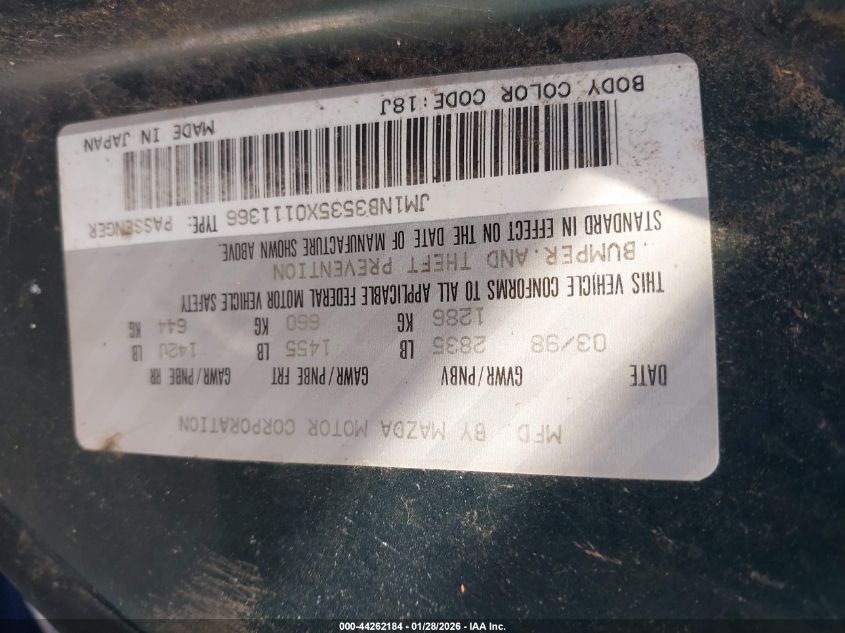 MFD. BY MAZDA MOTOR CORPORATION
DATE GVWR/PNBV GAWR/PNBE FRT GAWR/PNBE RR
03/98 2835 LB 1455 LB 1420 LB
1286 KG 660 KG 644 KG
THIS VEHICLE CONFORMS TO ALL APPLICABLE FEDERAL MOTOR VEHICLE SAFETY
BUMPER.AND THEFT PREVENTION
STANDARD IN EFFECT ON THE DATE OF MANUFACTURE SHOWN ABOVE.
JM1NB3535X0111366 TYPE: PASSENGER
BODY COLOR CODE:18J MADE IN JAPAN
000-44262184 - 01/28/2026 - IAA Inc.